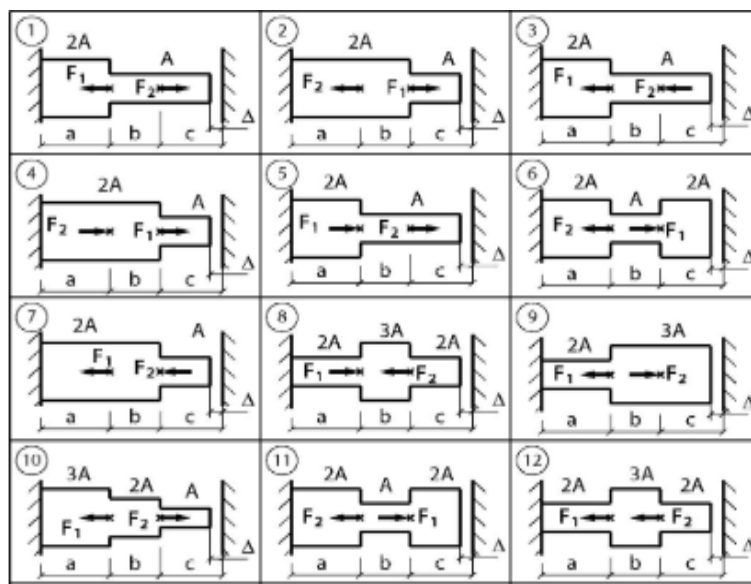 1 2 3
2A A 2A A 2A A
F₁ F₂ F₂ F₁ F₁ F₂
Δ Δ Δ
a b c a b c a b c
4 5 6
2A A 2A A 2A A 2A
F₂ F₁ F₁ F₂ F₂ F₁
Δ Δ Δ
a b c a b c a b c
7 8 9
2A A 2A 3A 2A 2A 3A
F₁ F₂ F₁ F₂ F₁ F₂
Δ Δ Δ
a b c a b c a b c
10 11 12
3A 2A A 2A A 2A 2A 3A 2A
F₁ F₂ F₂ F₁ F₁ F₂
Δ Δ Δ
a b c a b c a b c